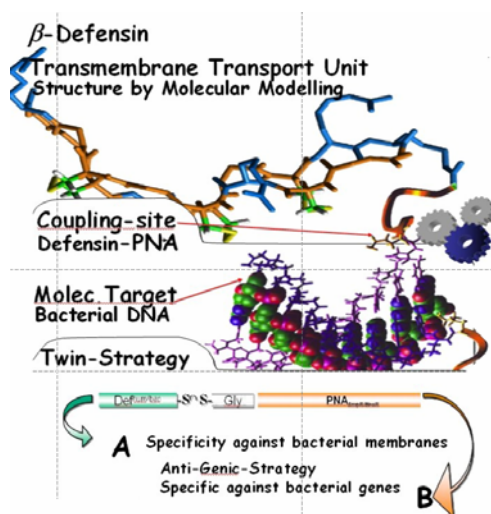 β-Defensin
Transmembrane Transport Unit
Structure by Molecular Modelling
Coupling-site
Defensin-PNA
Molec Target
Bacterial DNA
Twin-Strategy
-S S-
Gly
PNA
A Specificity against bacterial membranes
Anti-Genic-Strategy
Specific against bacterial genes B